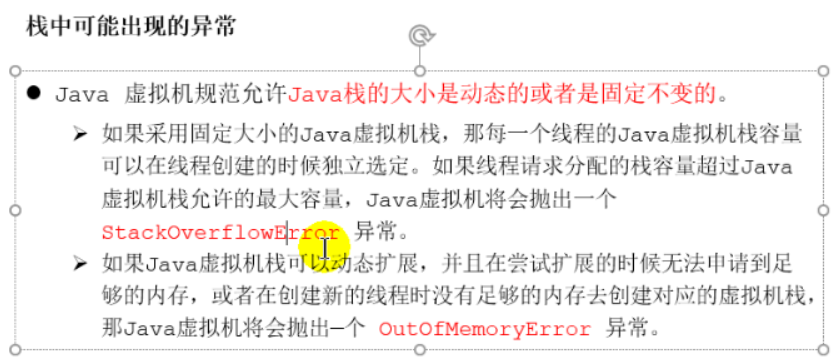 栈中可能出现的异常
● Java 虚拟机规范允许Java栈的大小是动态的或者是固定不变的。
➢ 如果采用固定大小的Java虚拟机栈，那每一个线程的Java虚拟机栈容量
可以在线程创建的时候独立选定。如果线程请求分配的栈容量超过Java
虚拟机栈允许的最大容量，Java虚拟机将会抛出一个
StackOverflowError 异常。
➢ 如果Java虚拟机栈可以动态扩展，并且在尝试扩展的时候无法申请到足
够的内存，或者在创建新的线程时没有足够的内存去创建对应的虚拟机栈，
那Java虚拟机将会抛出一个 OutOfMemoryError 异常。